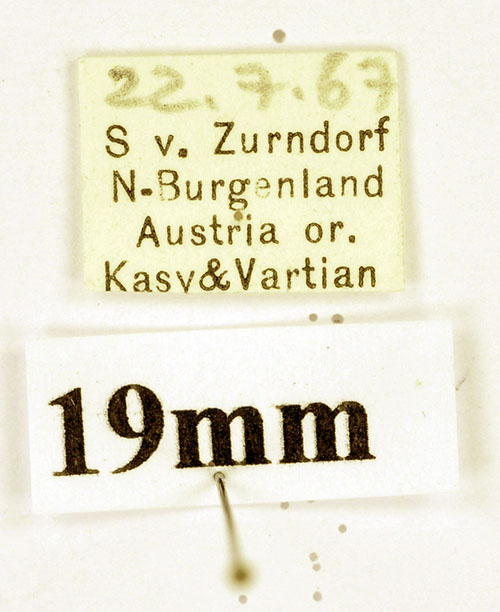 22.7.67
S v. Zurndorf
N-Burgenland
Austria or.
Kasy&Vartian
19mm